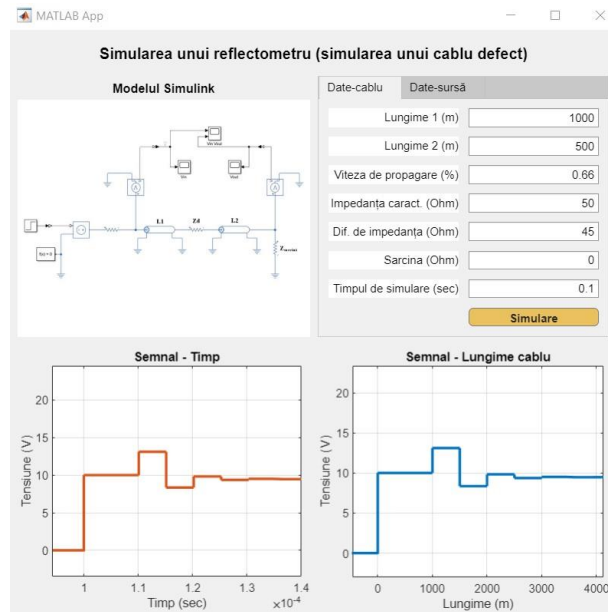 MATLAB App
Simularea unui reflectometru (simularea unui cablu defect)
Modelul Simulink
L1
Zd
L2
f(x) = 0
Date-cablu
Date-sursă
Lungime 1 (m) 1000
Lungime 2 (m) 500
Viteza de propagare (%) 0.66
Impedanța caract. (Ohm) 50
Dif. de impedanța (Ohm) 45
Sarcina (Ohm) 0
Timpul de simulare (sec) 0.1
Simulare
Semnal - Timp
Tensiune (V)
20
15
10
5
0
1 1.1 1.2 1.3 1.4
Timp (sec)
×10⁻⁴
Semnal - Lungime cablu
Tensiune (V)
20
15
10
5
0
0 1000 2000 3000 4000
Lungime (m)